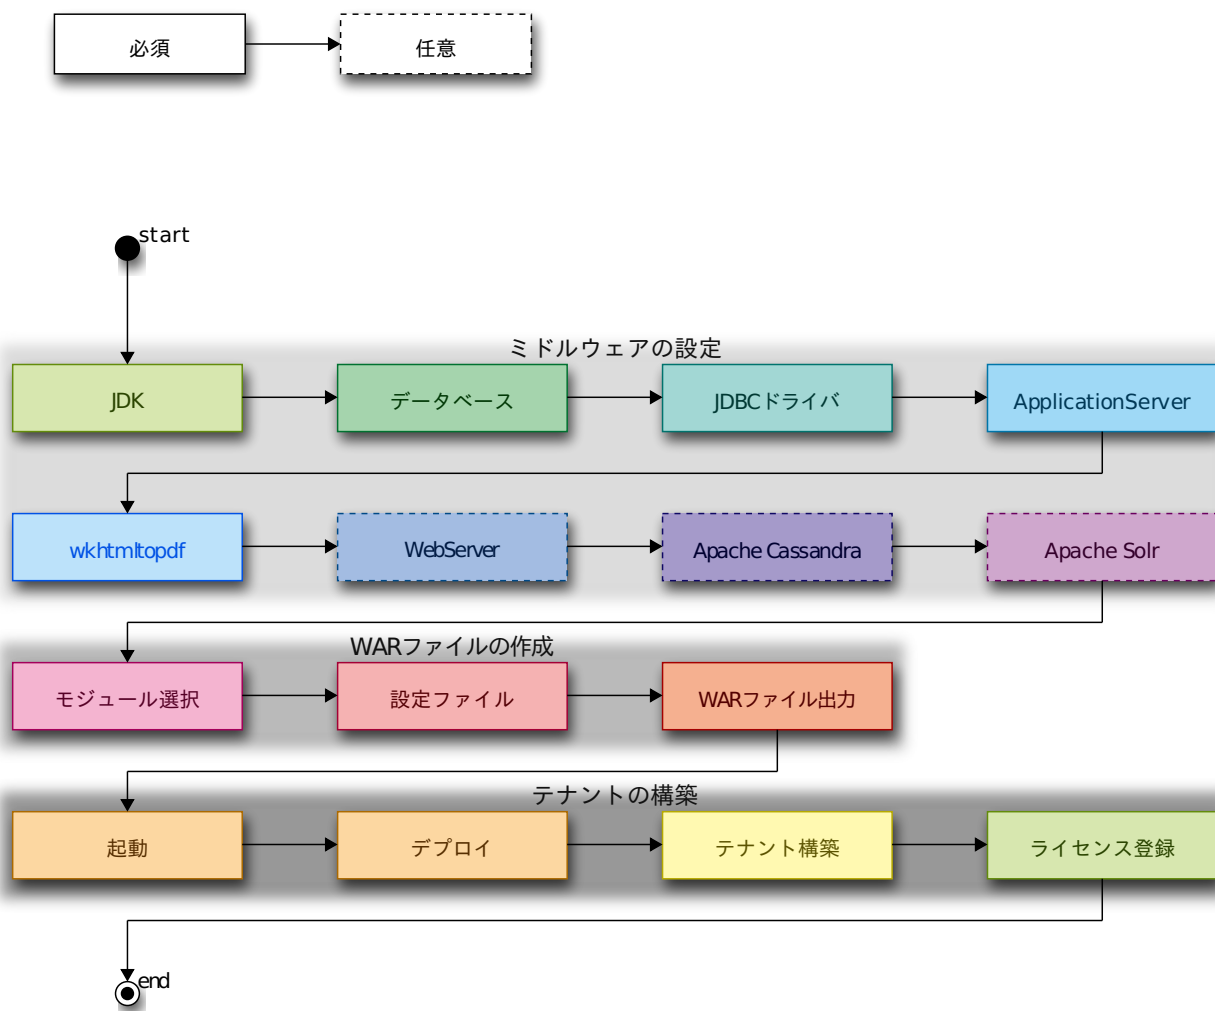 必須
任意
start
ミドルウェアの設定
JDK
データベース
JDBCドライバ
ApplicationServer
wkhtmltopdf
WebServer
Apache Cassandra
Apache Solr
WARファイルの作成
モジュール選択
設定ファイル
WARファイル出力
テナントの構築
起動
デプロイ
テナント構築
ライセンス登録
end